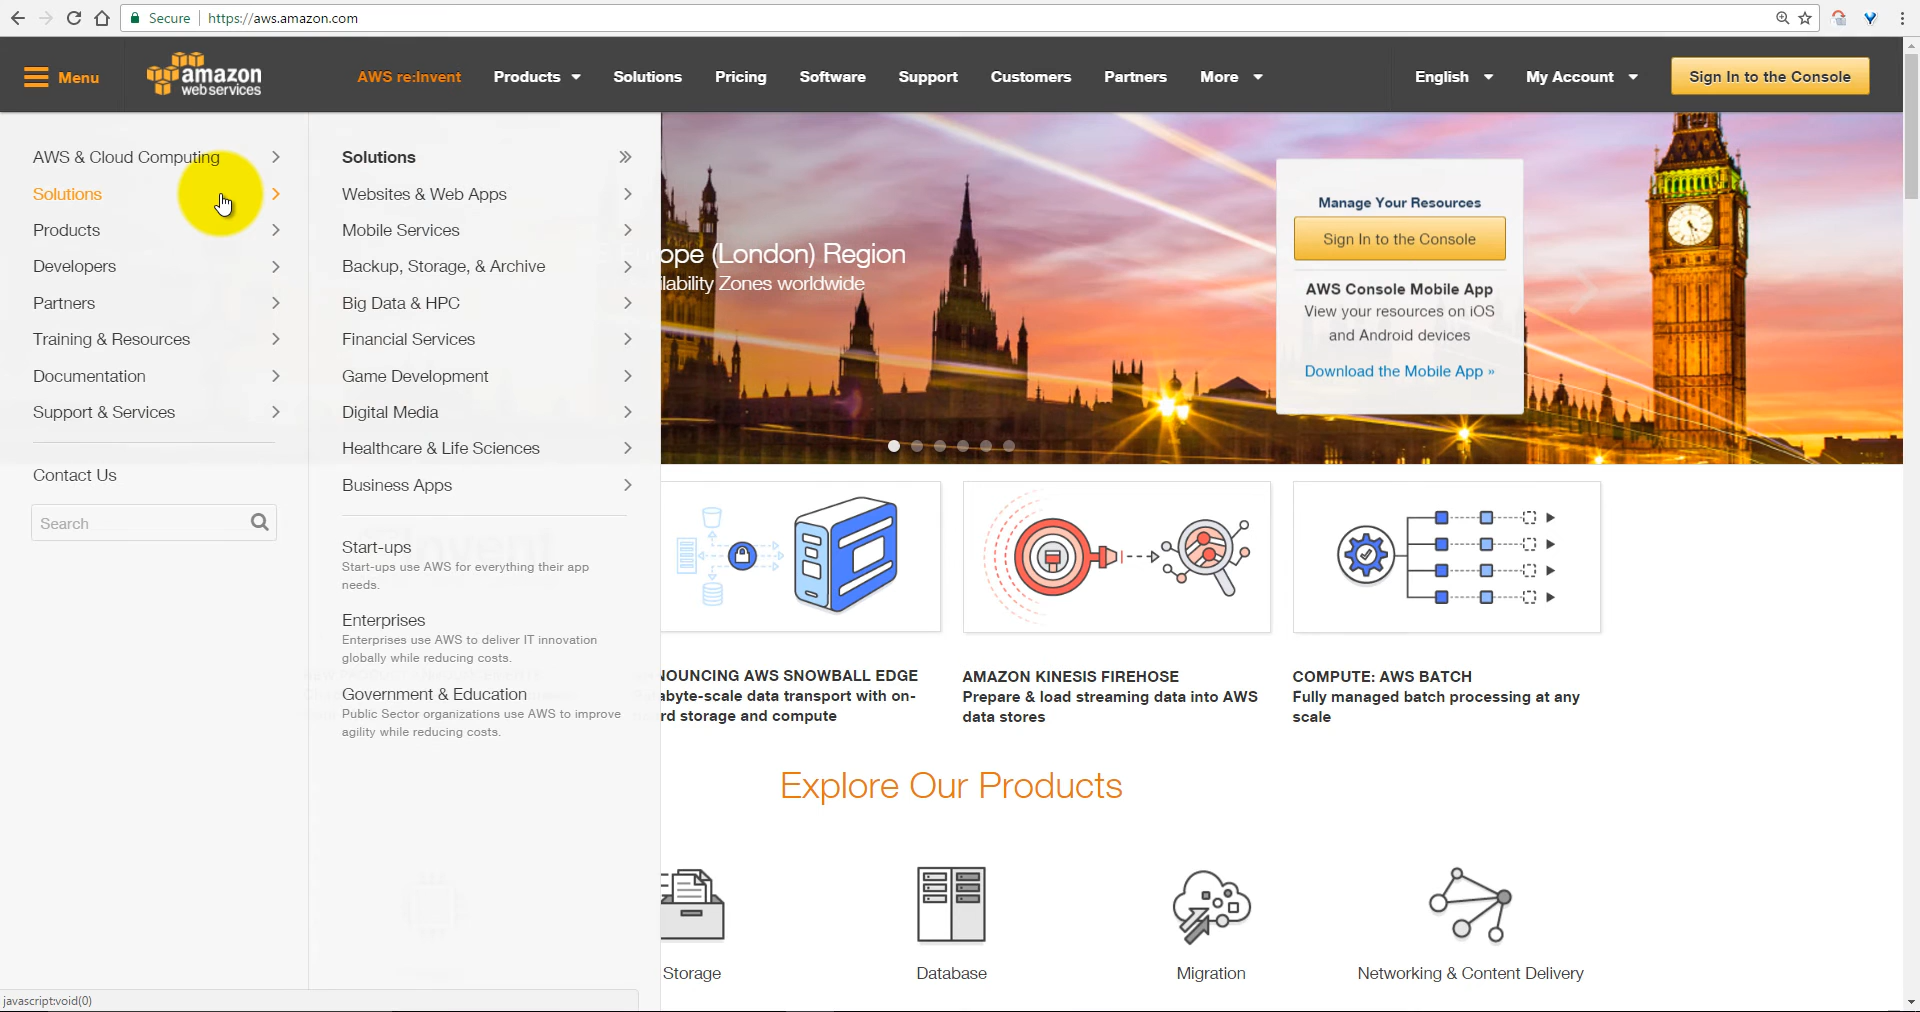 Secure https://aws.amazon.com
Menu
amazon
web services
AWS re:Invent Products Solutions Pricing Software Support Customers Partners More English My Account Sign In to the Console
AWS & Cloud Computing
Solutions
Products
Developers
Partners
Training & Resources
Documentation
Support & Services
Contact Us
Search
Solutions
Websites & Web Apps
Mobile Services
Backup, Storage, & Archive
Big Data & HPC
Financial Services
Game Development
Digital Media
Healthcare & Life Sciences
Business Apps
Start-ups
Start-ups use AWS for everything their app
needs.
Enterprises
Enterprises use AWS to deliver IT innovation
globally while reducing costs.
Government & Education
Public Sector organizations use AWS to improve
agility while reducing costs.
ope (London) Region
lability Zones worldwide
Manage Your Resources
Sign In to the Console
AWS Console Mobile App
View your resources on iOS
and Android devices
Download the Mobile App »
NOUNCING AWS SNOWBALL EDGE
abyte-scale data transport with on-
rd storage and compute
AMAZON KINESIS FIREHOSE
Prepare & load streaming data into AWS
data stores
COMPUTE: AWS BATCH
Fully managed batch processing at any
scale
Explore Our Products
Storage
Database
Migration
Networking & Content Delivery
javascript:void(0)